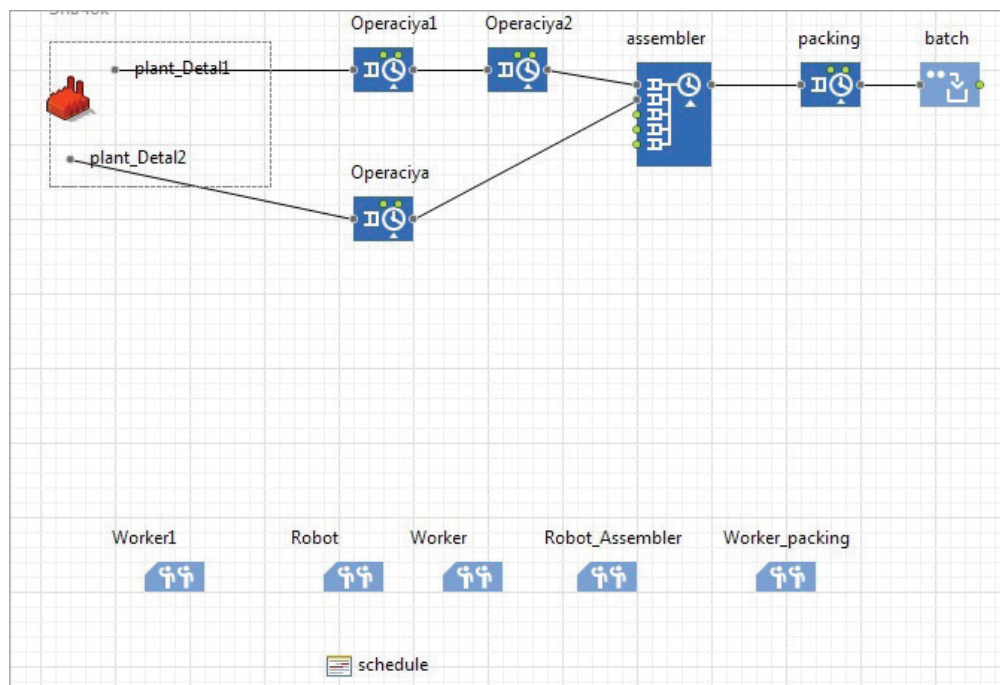 Operaciya1
Operaciya2
assembler
packing
batch
plant_Detal1
plant_Detal2
Operaciya
Worker1
Robot
Worker
Robot_Assembler
Worker_packing
schedule